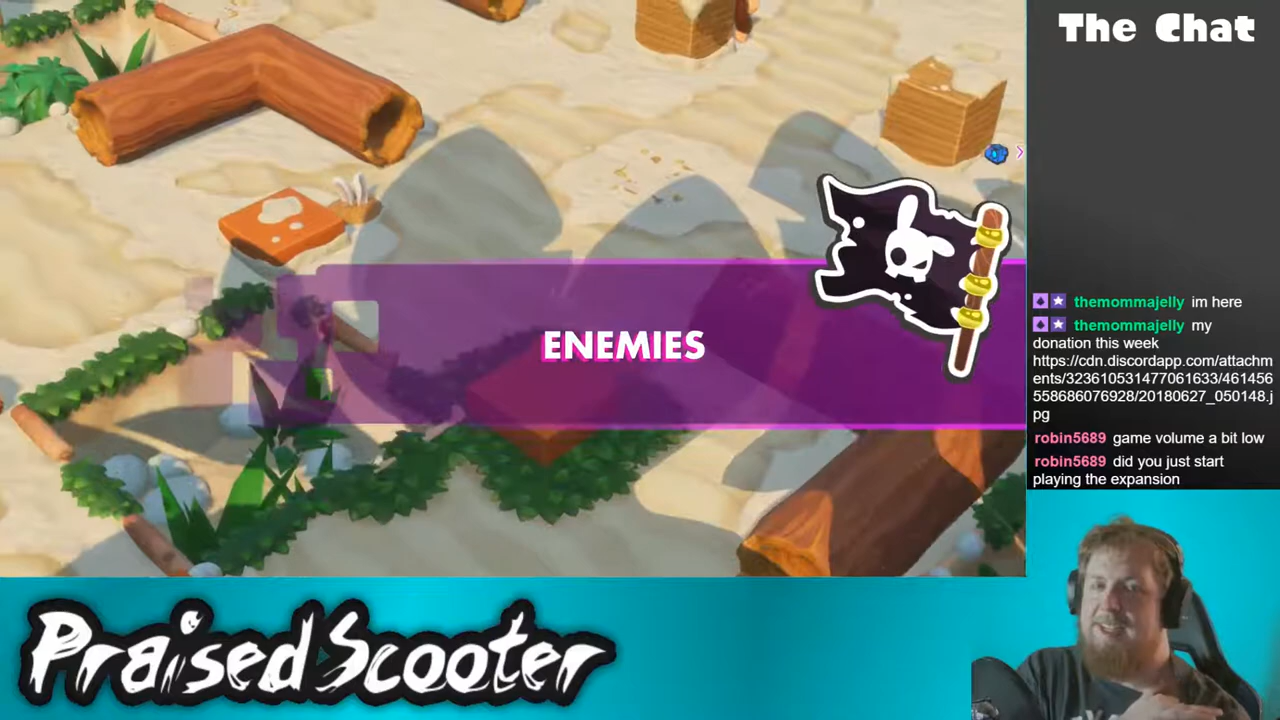 The Chat
ENEMIES
themommajelly im here
themommajelly my
donation this week
https://cdn.discordapp.com/attachm
ents/323610531477061633/461456
558686076928/20180627_050148.j
pg
robin5689 game volume a bit low
robin5689 did you just start
playing the expansion
PraisedScooter